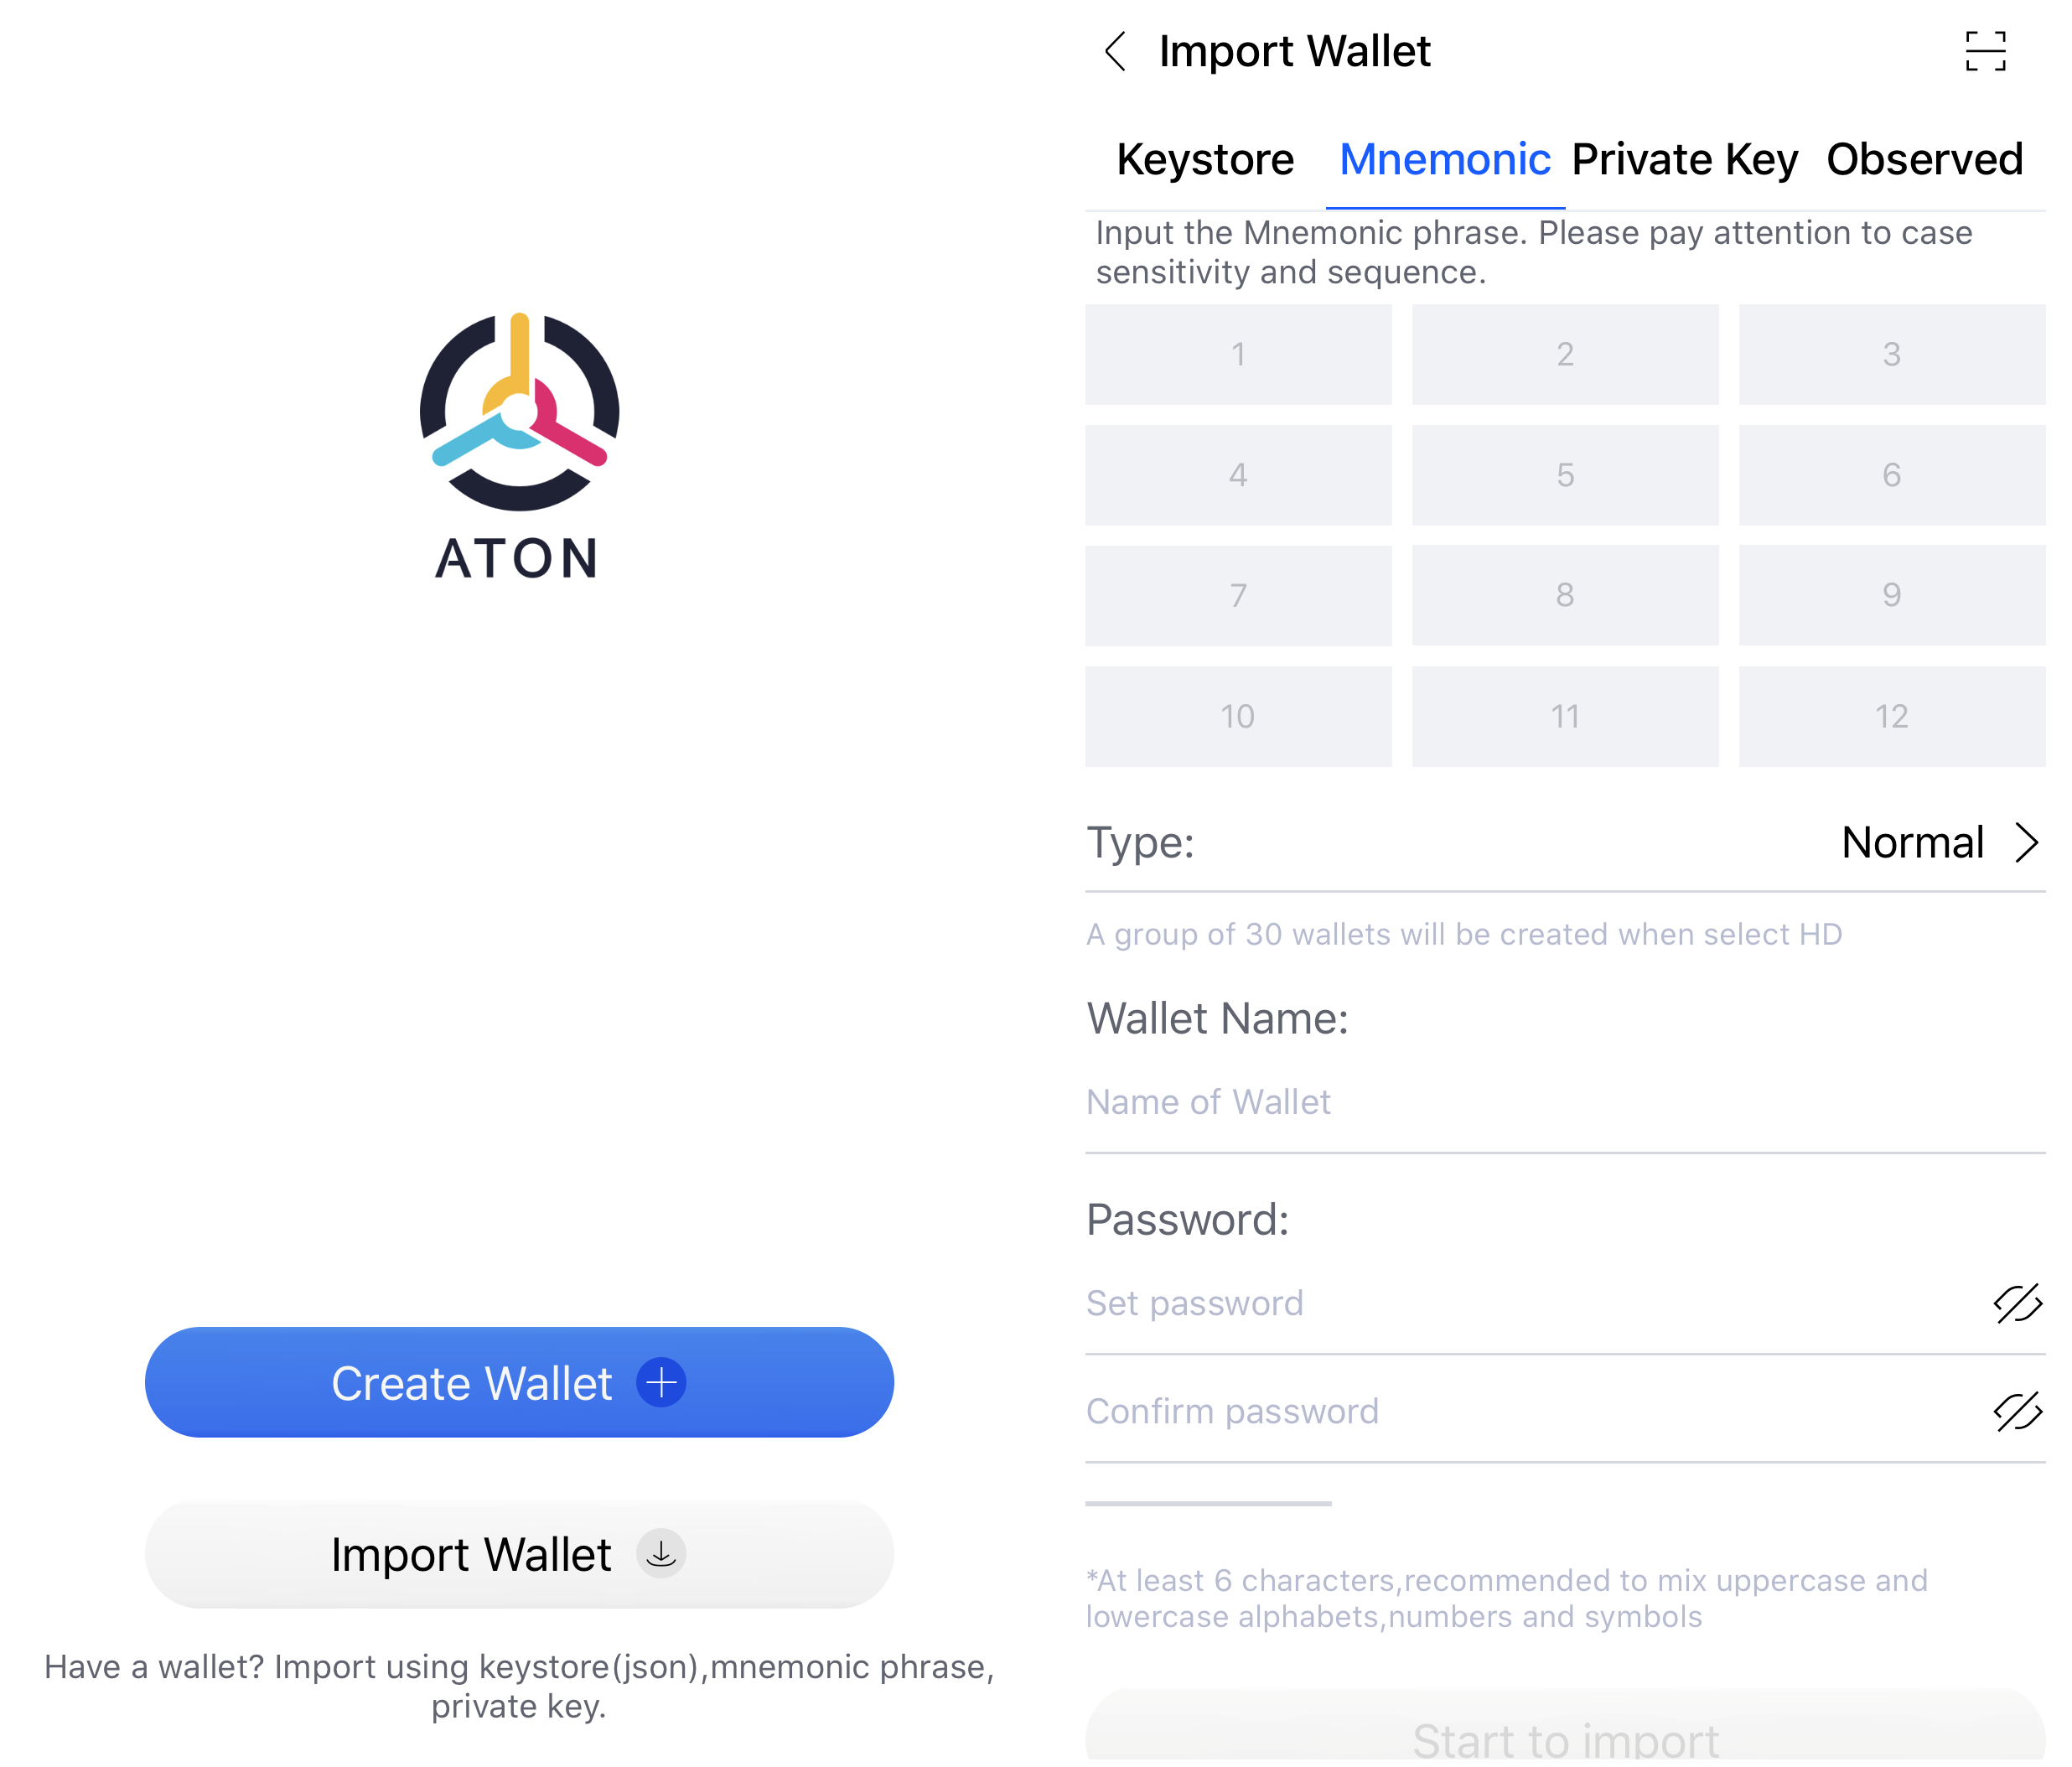 ATON
Create Wallet
Import Wallet
Have a wallet? Import using keystore(json),mnemonic phrase,
private key.
Import Wallet
Keystore Mnemonic Private Key Observed
Input the Mnemonic phrase. Please pay attention to case
sensitivity and sequence.
1 2 3
4 5 6
7 8 9
10 11 12
Type: Normal
A group of 30 wallets will be created when select HD
Wallet Name:
Name of Wallet
Password:
Set password
Confirm password
*At least 6 characters,recommended to mix uppercase and
lowercase alphabets,numbers and symbols
Start to import